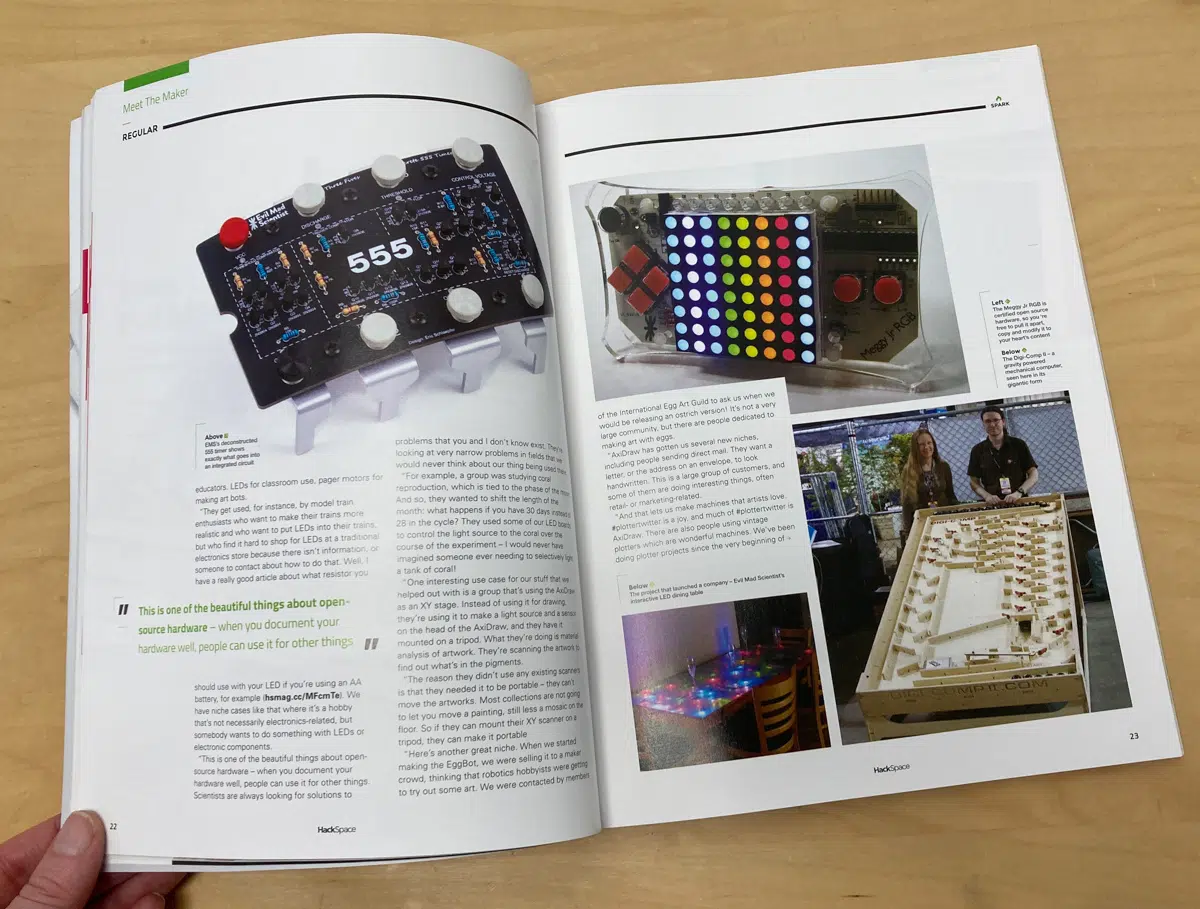 Meet The Maker
REGULAR
Evil Mad
Scientist
Three Fives
555 Timer
VCC
DISCHARGE
THRESHOLD
CONTROL VOLTAGE
555
Above
EMS's deconstructed
555 timer shows
exactly what goes into
an integrated circuit
educators. LEDs for classroom use, pager motors for
making art bots.
"They get used, for instance, by model train
enthusiasts who want to make their trains more
realistic and who want to put LEDs into their trains,
but who find it hard to shop for LEDs at a traditional
electronics store because there isn't information, or
someone to contact about how to do that. Well, I
have a really good article about what resistor you
" This is one of the beautiful things about open-
source hardware – when you document your
hardware well, people can use it for other things "
should use with your LED if you're using an AA
battery, for example (hsmag.cc/MFcmTe). We
have niche cases like that where it's a hobby
that's not necessarily electronics-related, but
somebody wants to do something with LEDs or
electronic components.
"This is one of the beautiful things about open-
source hardware – when you document your
hardware well, people can use it for other things.
Scientists are always looking for solutions to
problems that you and I don't know exist. They're
looking at very narrow problems in fields that we
would never think about our thing being used
"For example, a group was studying coral
reproduction, which is tied to the phase of the
And so, they wanted to shift the length of the
month: what happens if you have 30 days instead
28 in the cycle? They used some of our LED boards
to control the light source to the coral over the
course of the experiment – I would never have
imagined someone ever needing to selectively light
a tank of coral!
"One interesting use case for our stuff that we
helped out with is a group that's using the AxiDraw
as an XY stage. Instead of using it for drawing,
they're using it to make a light source and a sensor
on the head of the AxiDraw, and they have it
mounted on a tripod. What they're doing is material
analysis of artwork. They're scanning the artwork to
find out what's in the pigments.
"The reason they didn't use any existing scanners
is that they needed it to be portable – they can't
move the artworks. Most collections are not going
to let you move a painting, still less a mosaic on the
floor. So if they can mount their XY scanner on a
tripod, they can make it portable
"Here's another great niche. When we started
making the EggBot, we were selling it to a maker
crowd, thinking that robotics hobbyists were getting
to try out some art. We were contacted by members
22
HackSpace
SPARK
Meggy Jr RGB
Left
The Meggy Jr RGB is
certified open source
hardware, so you're
free to pull it apart,
copy and modify it to
your heart's content
Below
The Digi-Comp II – a
gravity powered
mechanical computer,
seen here in its
gigantic form
of the International Egg Art Guild to ask us when we
would be releasing an ostrich version! It's not a very
large community, but there are people dedicated to
making art with eggs.
"AxiDraw has gotten us several new niches,
including people sending direct mail. They want a
letter, or the address on an envelope, to look
handwritten. This is a large group of customers, and
some of them are doing interesting things, often
retail- or marketing-related.
"And that lets us make machines that artists love.
#plottertwitter is a joy, and much of #plottertwitter is
AxiDraw. There are also people using vintage
plotters which are wonderful machines. We've been
doing plotter projects since the very beginning of
Below
The project that launched a company – Evil Mad Scientist's
interactive LED dining table
DIGICOMPII.COM
HackSpace
23